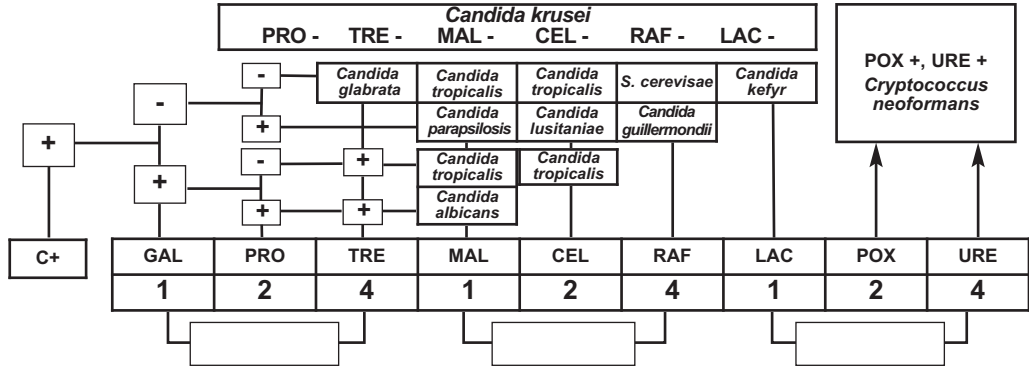 Candida krusei
PRO - TRE - MAL - CEL - RAF - LAC -
POX +, URE +
Cryptococcus
neoformans
-
Candida
glabrata
Candida
tropicalis
Candida
tropicalis
S. cerevisae
Candida
kefyr
-
+
Candida
parapsilosis
Candida
lusitaniae
Candida
guillermondii
+
-
+
Candida
tropicalis
Candida
tropicalis
+
+
+
Candida
albicans
C+
GAL PRO TRE MAL CEL RAF LAC POX URE
1 2 4 1 2 4 1 2 4